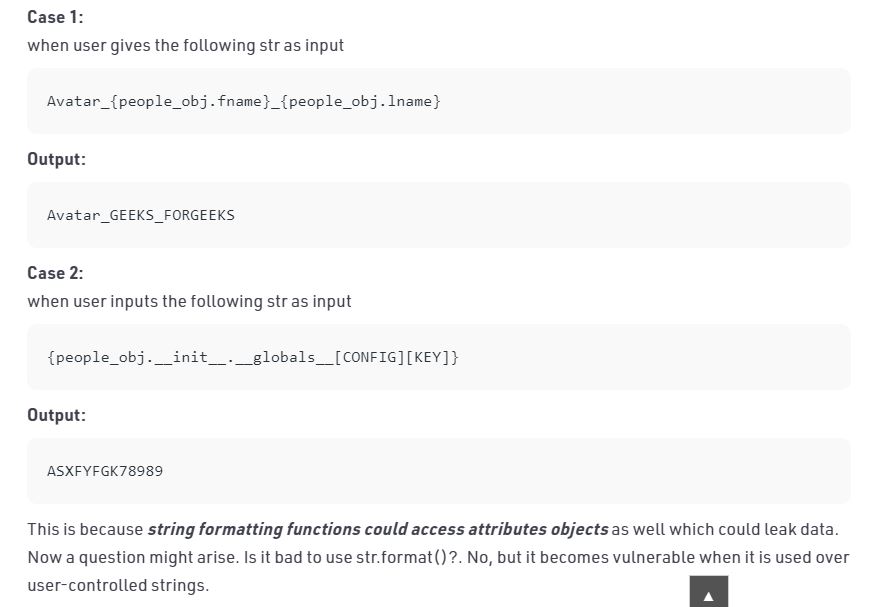 Case 1:
when user gives the following str as input
Avatar_{people_obj.fname}_{people_obj.lname}
Output:
Avatar_GEEKS_FORGEEKS
Case 2:
when user inputs the following str as input
{people_obj.__init__.__globals__[CONFIG][KEY]}
Output:
ASXFYFGK78989
This is because string formatting functions could access attributes objects as well which could leak data.
Now a question might arise. Is it bad to use str.format()?. No, but it becomes vulnerable when it is used over
user-controlled strings.